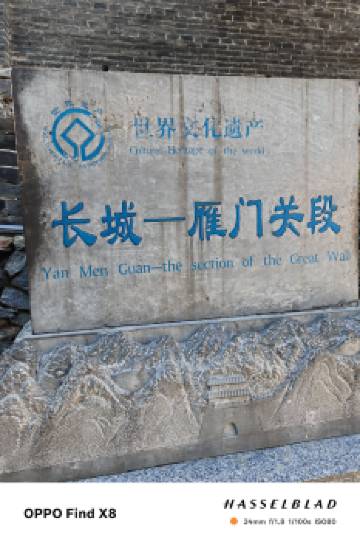 世界文化遗产
Cultural Heritage of the world
长城—雁门关段
Yan Men Guan—the section of the Great Wall
OPPO Find X8
HASSELBLAD
24mm f/1.8 1/100s ISO80